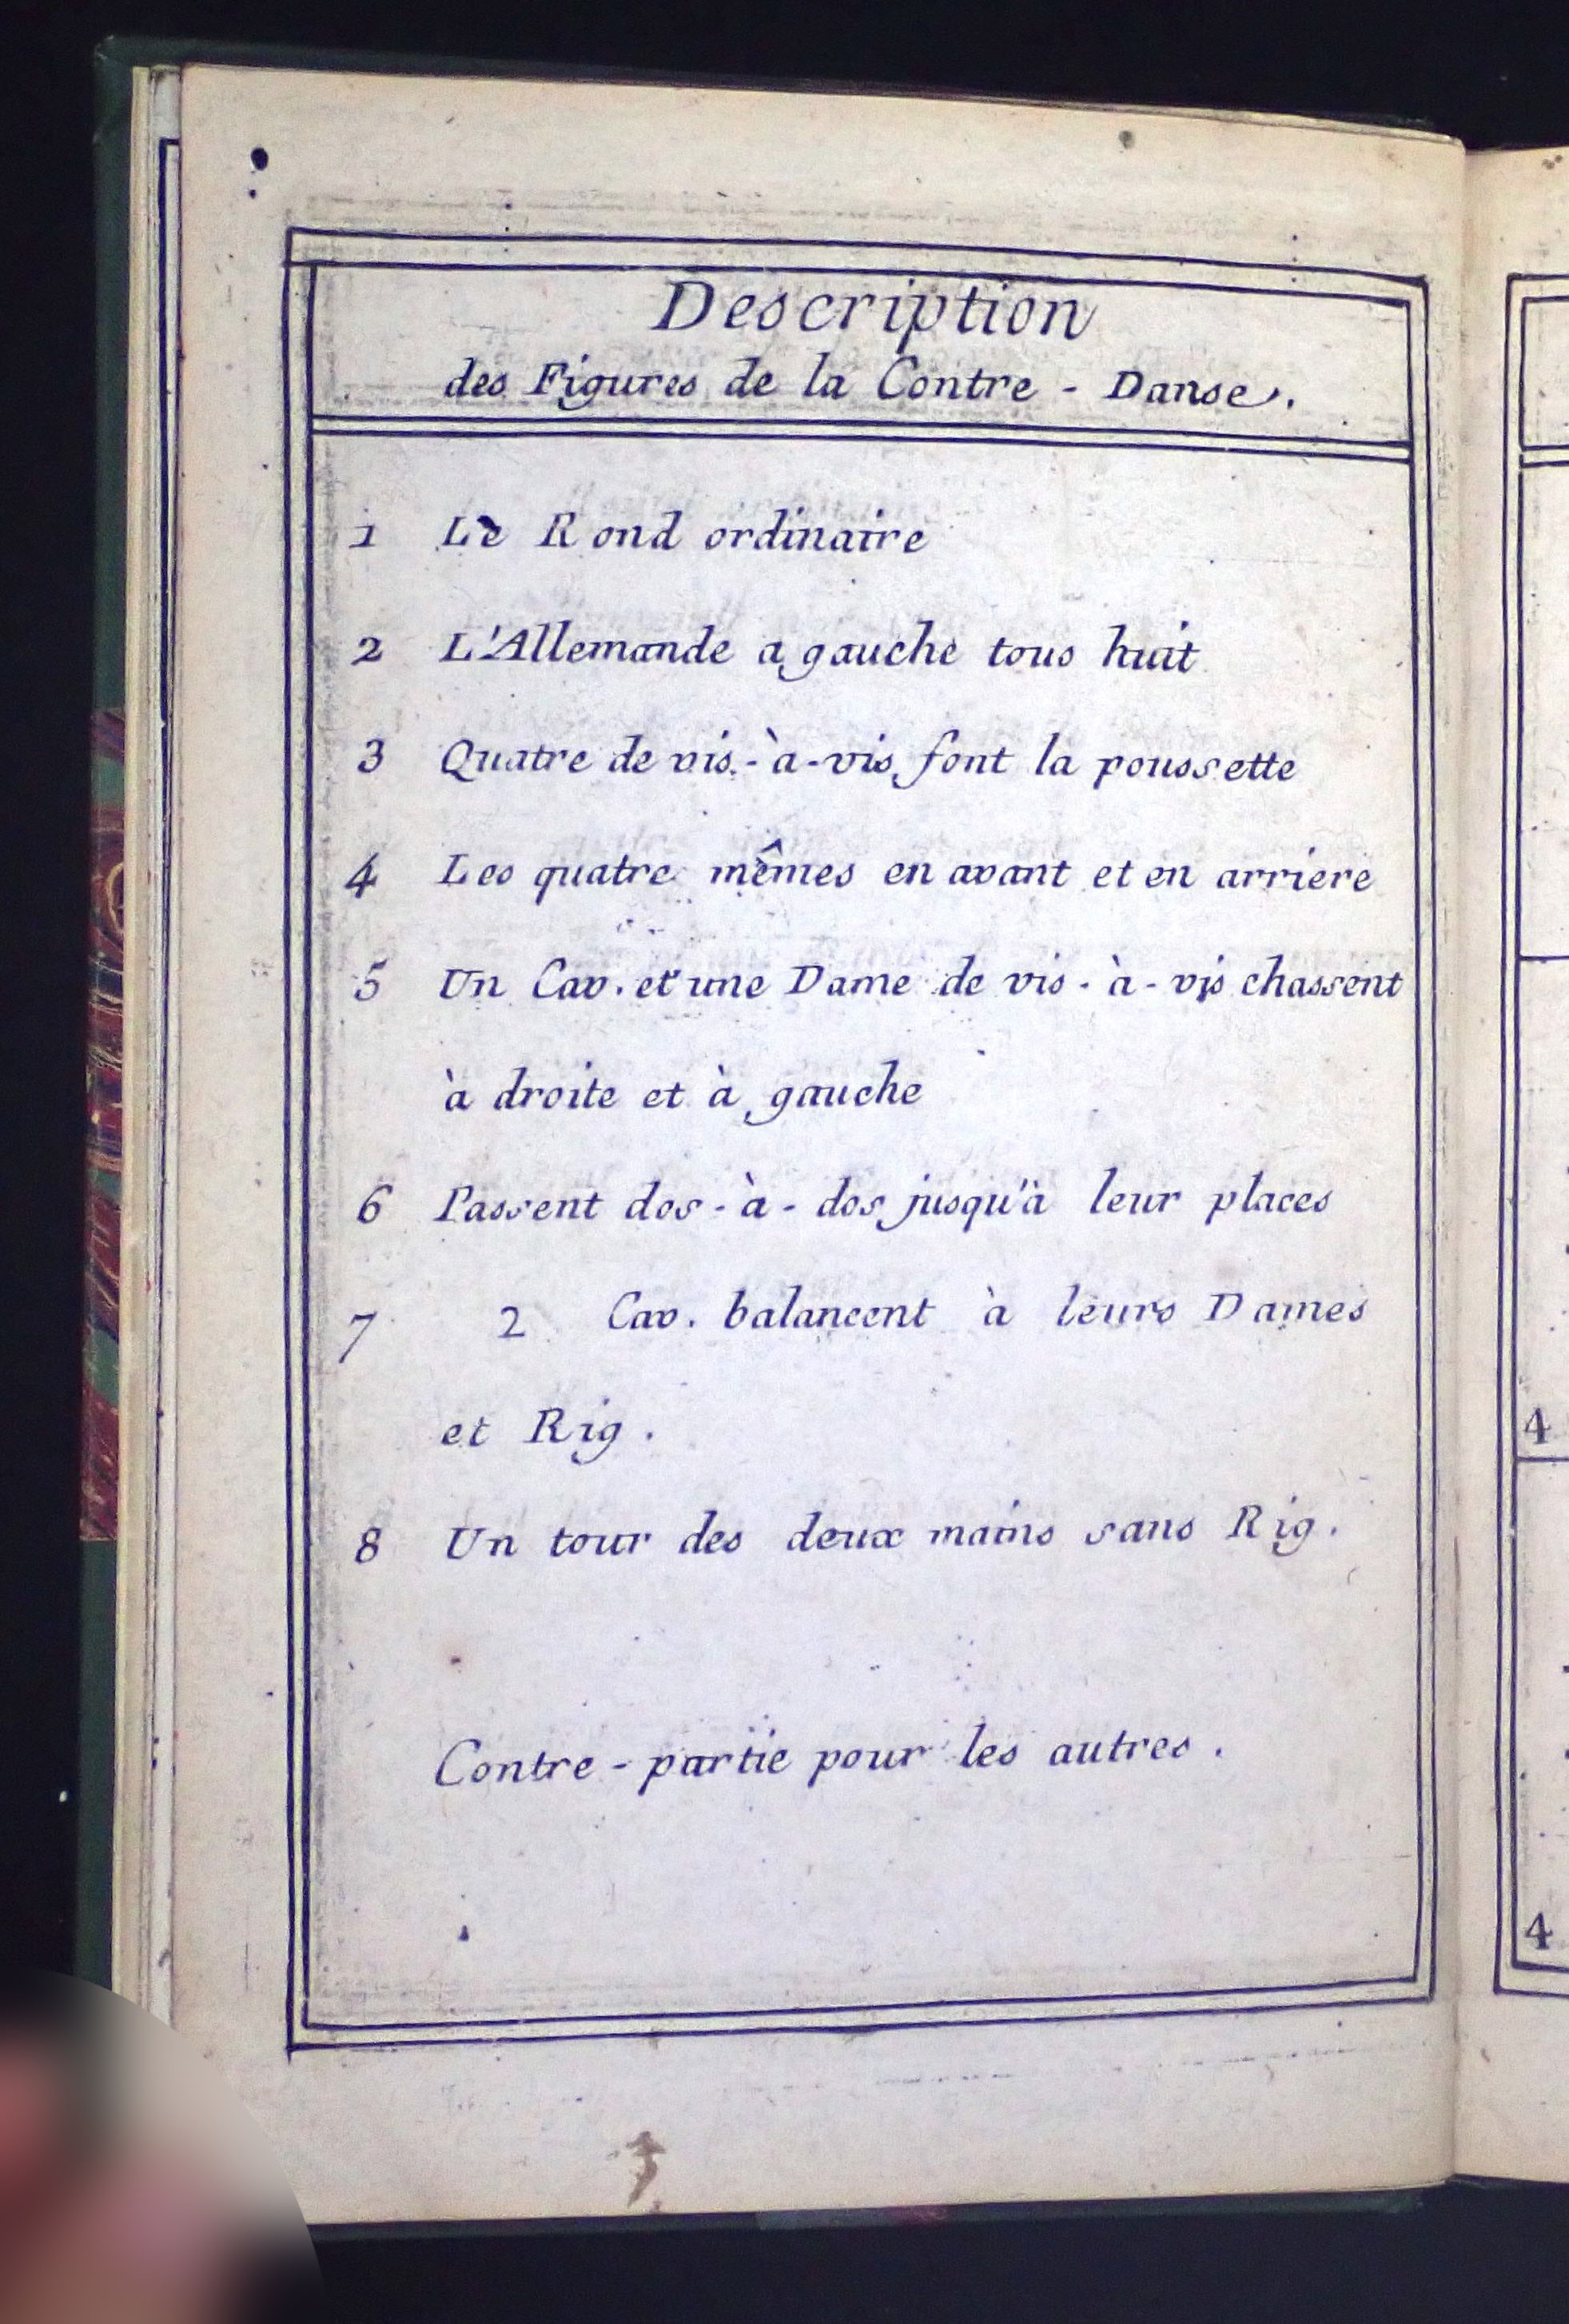 Description
des Figures de la Contre - Danse.
1 Le Rond ordinaire
2 L'Allemande a gauche tous huit
3 Quatre de vis-à-vis font la poussette
4 Les quatre mêmes en avant et en arriere
5 Un Cav. et une Dame de vis-à-vis chassent
à droite et à gauche
6 Passent dos-à-dos jusqu'à leur places
7 2 Cav. balancent à leurs Dames
et Rig.
8 Un tour des deux mains sans Rig.
Contre-partie pour les autres.
4
4